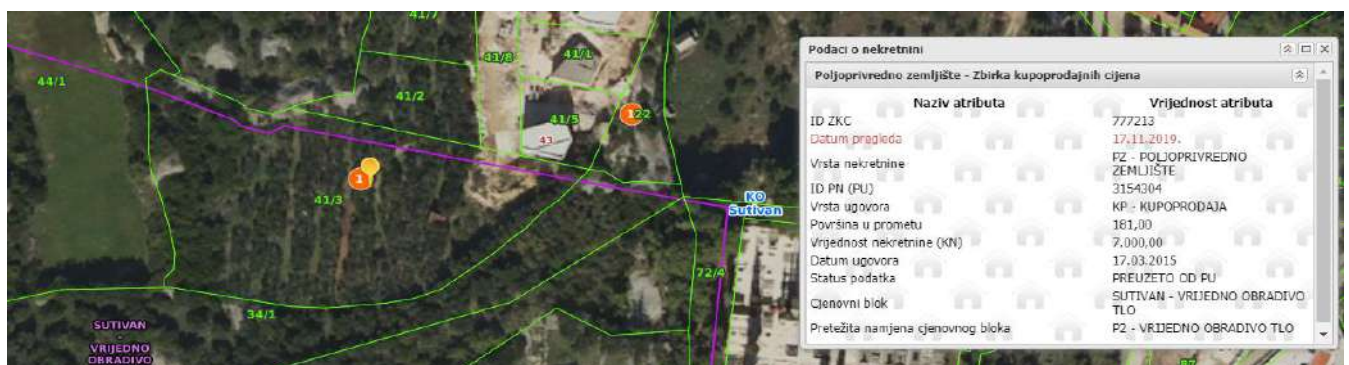 41/7
44/1
41/8
41/1
41/2
41/5
122
43
1
41/3
KO
Sutivan
72/4
34/1
SUTIVAN
-
VRIJEDNO
OBRADIVO
87
Podaci o nekretnini
Poljoprivredno zemljište - Zbirka kupoprodajnih cijena
Naziv atributa Vrijednost atributa
ID ZKC 777213
Datum pregleda 17.11.2019.
Vrsta nekretnine PZ - POLJOPRIVREDNO
ZEMLJIŠTE
ID PN (PU) 3154304
Vrsta ugovora KP - KUPOPRODAJA
Površina u prometu 181,00
Vrijednost nekretnine (KN) 7.000,00
Datum ugovora 17.03.2015
Status podatka PREUZETO OD PU
Cjenovni blok SUTIVAN - VRIJEDNO OBRADIVO
TLO
Pretežita namjena cjenovnog bloka P2 - VRIJEDNO OBRADIVO TLO